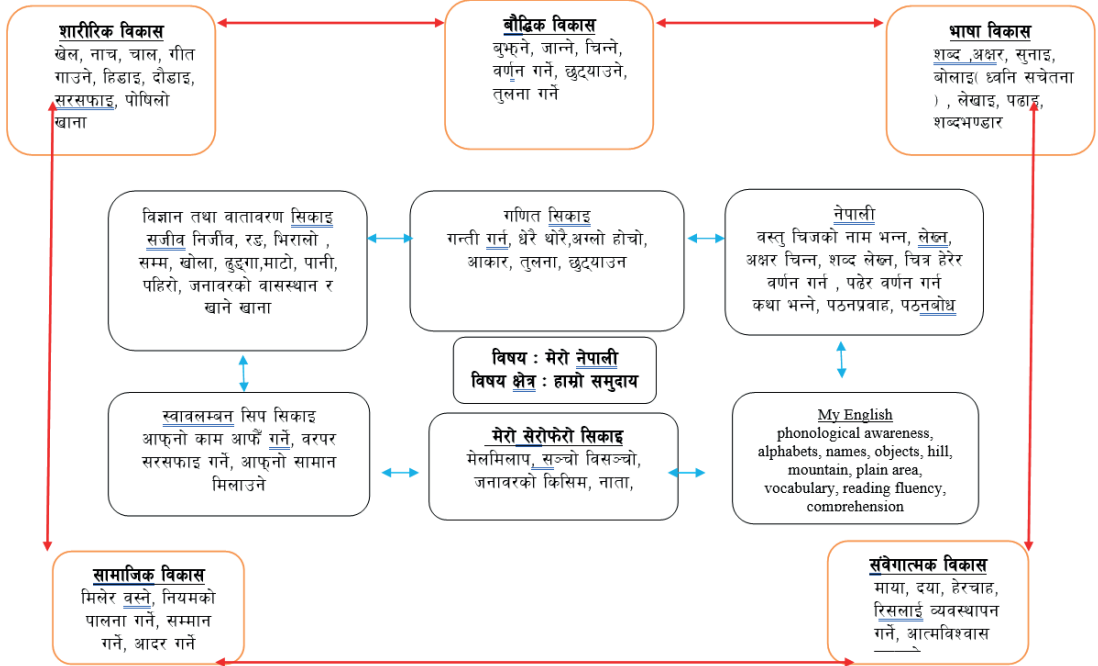 शारीरिक विकास
खेल, नाच, चाल, गीत
गाउने, हिडाइ, दौडाइ,
सरसफाइ, पोषिलो
खाना
बौद्धिक विकास
बुझ्ने, जान्ने, चिन्ने,
वर्णन गर्ने, छुट्याउने,
तुलना गर्ने
भाषा विकास
शब्द ,अक्षर, सुनाइ,
बोलाइ( ध्वनि सचेतना
) , लेखाइ, पढाइ,
शब्दभण्डार
विज्ञान तथा वातावरण सिकाइ
सजीव निर्जीव, रङ, भिरालो ,
सम्म, खोला, ढुङ्गा,माटो, पानी,
पहिरो, जनावरको वासस्थान र
खाने खाना
गणित सिकाइ
गन्ती गर्न, धेरै थोरै,अग्लो होचो,
आकार, तुलना, छुट्याउन
नेपाली
वस्तु चिजको नाम भन्न, लेख्न,
अक्षर चिन्न, शब्द लेख्न, चित्र हेरेर
वर्णन गर्न , पढेर वर्णन गर्न
कथा भन्ने, पठनप्रवाह, पठनबोध
विषय : मेरो नेपाली
विषय क्षेत्र : हाम्रो समुदाय
स्वावलम्बन सिप सिकाइ
आफ्नो काम आफैँ गर्ने, वरपर
सरसफाइ गर्ने, आफ्नो सामान
मिलाउने
मेरो सेरोफेरो सिकाइ
मेलमिलाप, सञ्चो विसञ्चो,
जनावरको किसिम, नाता,
My English
phonological awareness,
alphabets, names, objects, hill,
mountain, plain area,
vocabulary, reading fluency,
comprehension
सामाजिक विकास
मिलेर वस्ने, नियमको
पालना गर्ने, सम्मान
गर्ने, आदर गर्ने
संवेगात्मक विकास
माया, दया, हेरचाह,
रिसलाई व्यवस्थापन
गर्ने, आत्मविश्वास